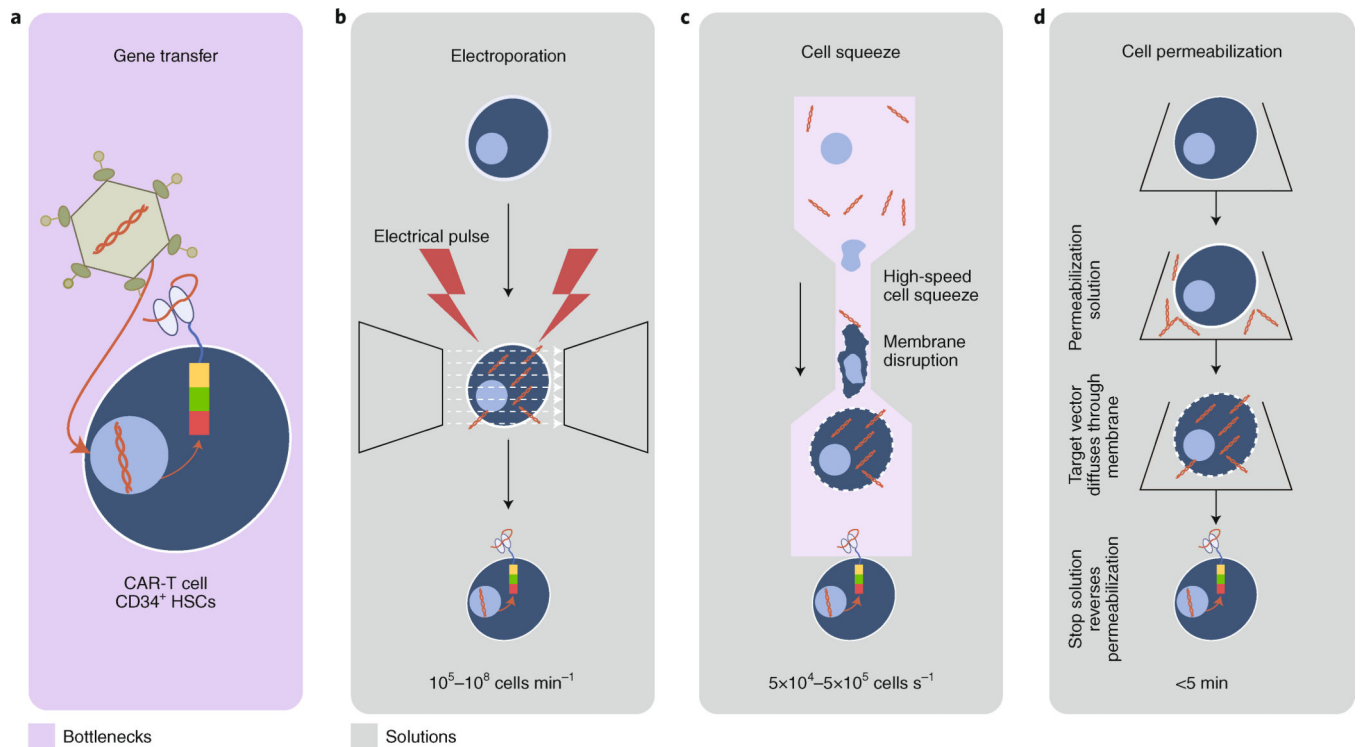 a
Gene transfer
CAR-T cell
CD34⁺ HSCs
b
Electroporation
Electrical pulse
10⁵–10⁸ cells min⁻¹
c
Cell squeeze
High-speed
cell squeeze
Membrane
disruption
5×10⁴–5×10⁵ cells s⁻¹
d
Cell permeabilization
Permeabilization
solution
Target vector
diffuses through
membrane
Stop solution
reverses
permeabilization
<5 min
Bottlenecks
Solutions